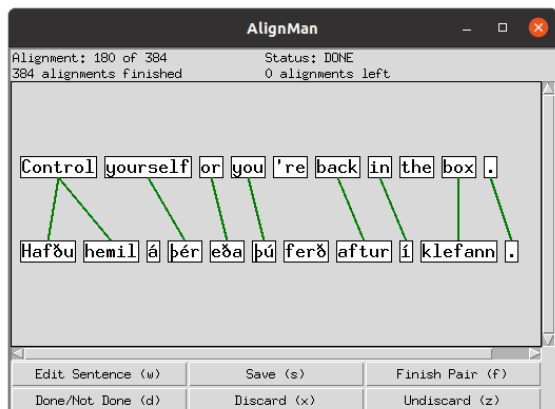 AlignMan
Alignment: 180 of 384 Status: DONE
384 alignments finished 0 alignments left
Control yourself or you 're back in the box .
Hafðu hemil á þér eða þú ferð aftur í klefann .
Edit Sentence (w) Save (s) Finish Pair (f)
Done/Not Done (d) Discard (x) Undiscard (z)